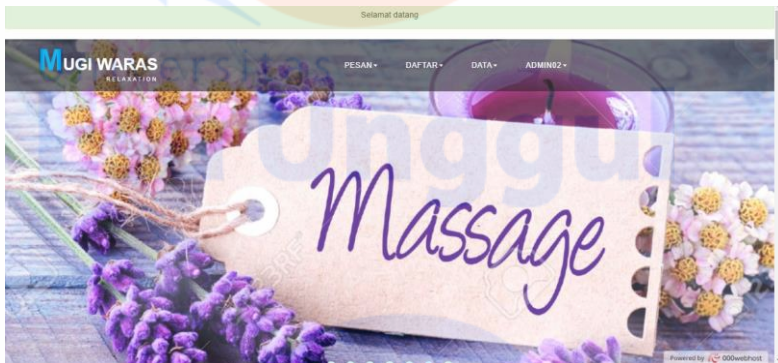 Selamat datang
MUGI WARAS
RELAXATION
PESAN DAFTAR DATA ADMIN02
Massage
Powered by 000webhost